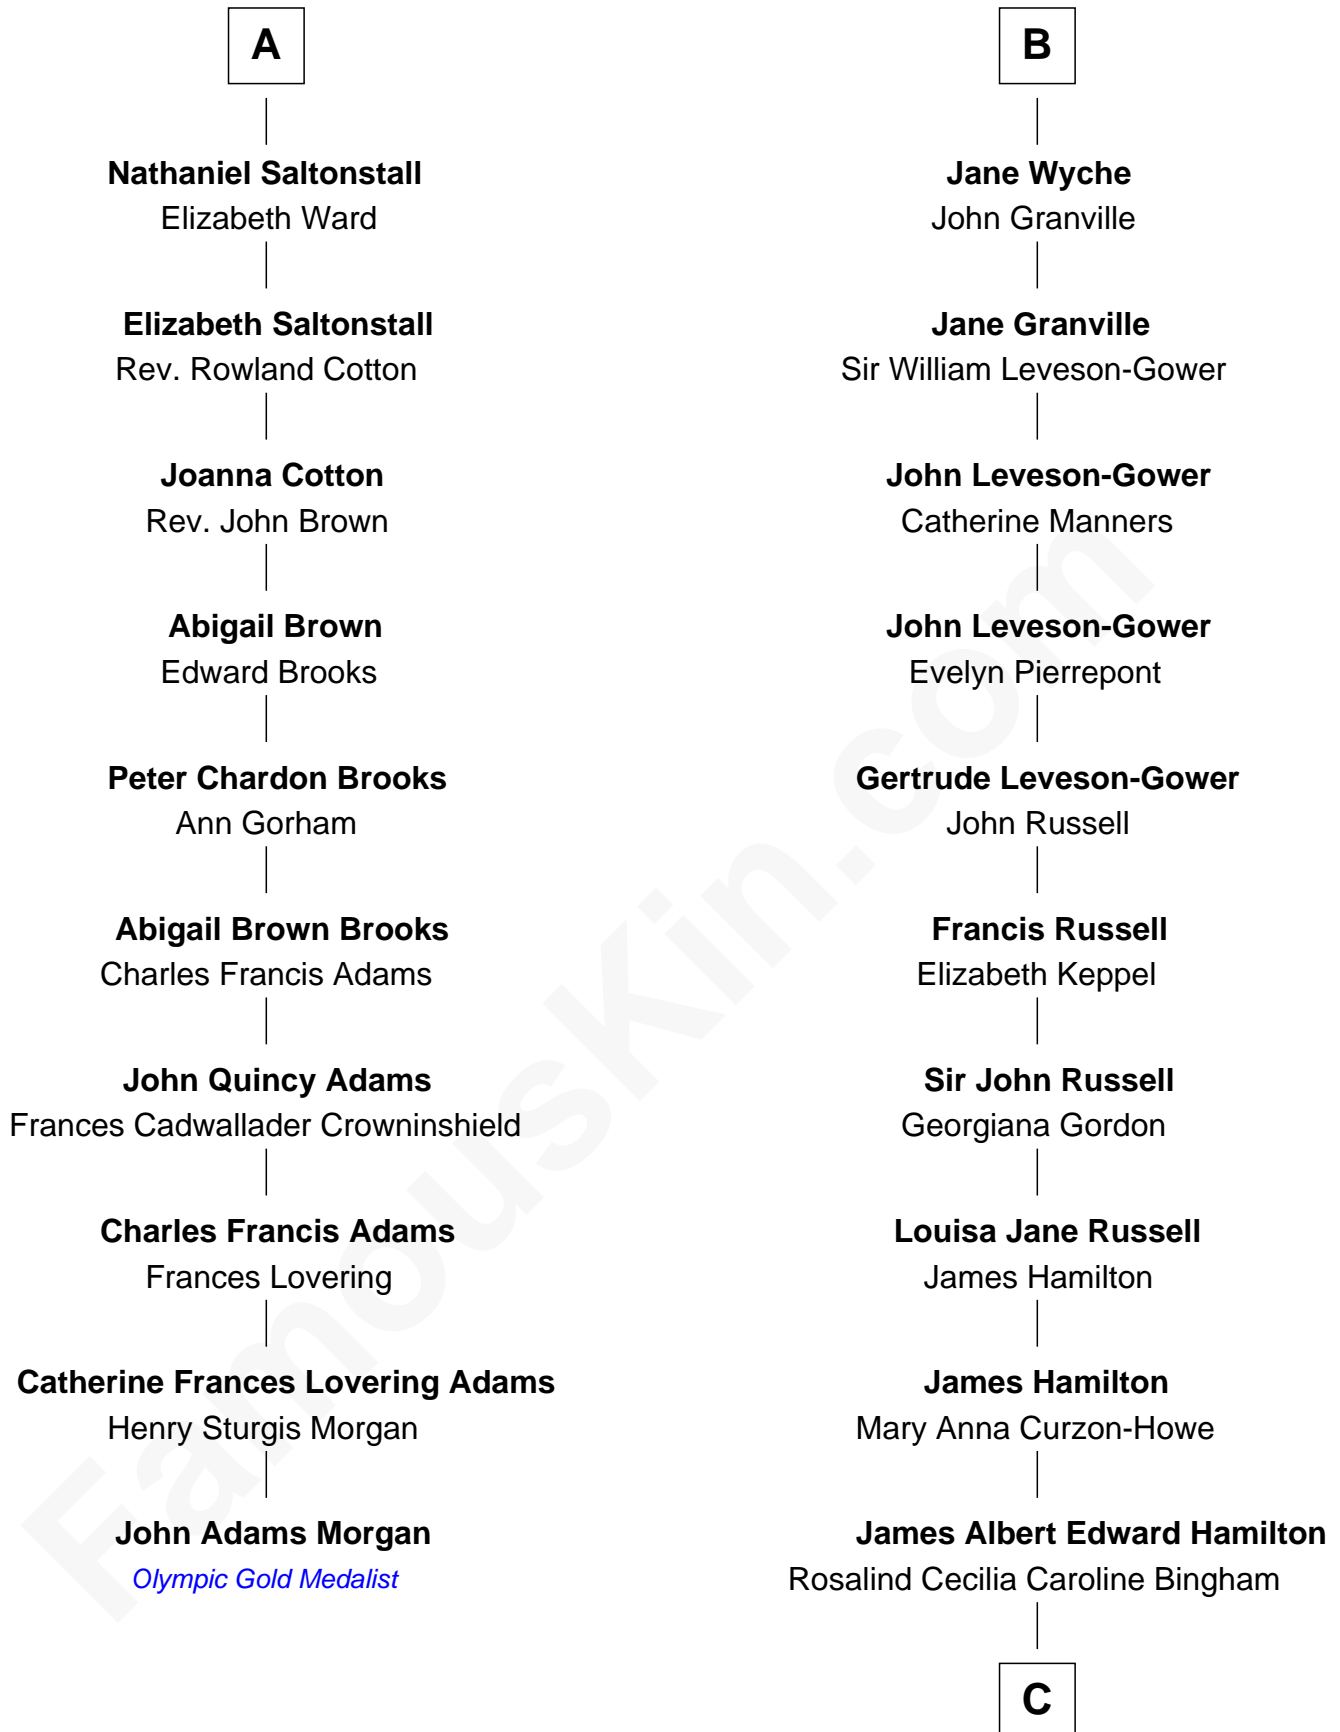 A
Nathaniel Saltonstall
Elizabeth Ward
Elizabeth Saltonstall
Rev. Rowland Cotton
Joanna Cotton
Rev. John Brown
Abigail Brown
Edward Brooks
Peter Chardon Brooks
Ann Gorham
Abigail Brown Brooks
Charles Francis Adams
John Quincy Adams
Frances Cadwallader Crowninshield
Charles Francis Adams
Frances Lovering
Catherine Frances Lovering Adams
Henry Sturgis Morgan
John Adams Morgan
Olympic Gold Medalist
B
Jane Wyche
John Granville
Jane Granville
Sir William Leveson-Gower
John Leveson-Gower
Catherine Manners
John Leveson-Gower
Evelyn Pierrepont
Gertrude Leveson-Gower
John Russell
Francis Russell
Elizabeth Keppel
Sir John Russell
Georgiana Gordon
Louisa Jane Russell
James Hamilton
James Hamilton
Mary Anna Curzon-Howe
James Albert Edward Hamilton
Rosalind Cecilia Caroline Bingham
C
FamousKin.com